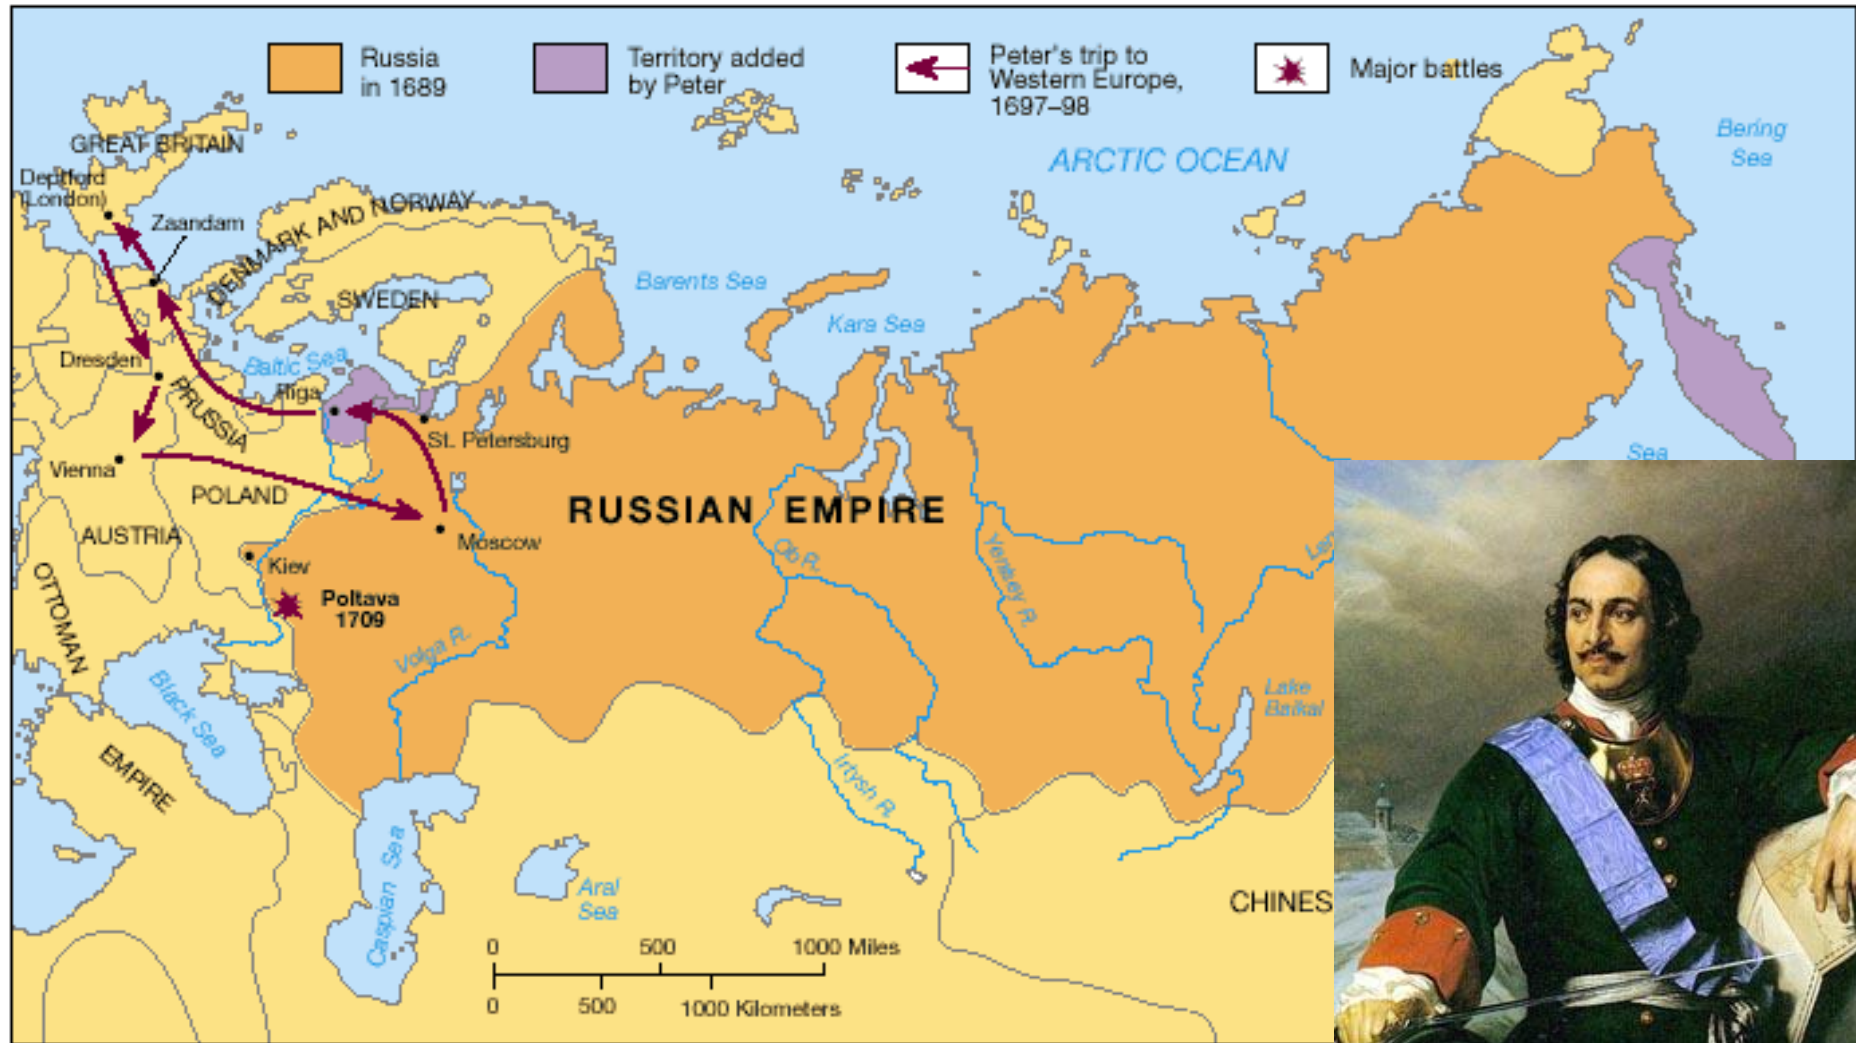 Russia
in 1689
Territory added
by Peter
Peter's trip to
Western Europe,
1697–98
Major battles
GREAT BRITAIN
Deptford
(London)
Zaandam
DENMARK AND NORWAY
SWEDEN
ARCTIC OCEAN
Bering
Sea
Barents Sea
Kara Sea
Dresden
Baltic Sea
Riga
PRUSSIA
St. Petersburg
Sea
Vienna
POLAND
RUSSIAN EMPIRE
AUSTRIA
Moscow
Kiev
Ob R.
Yenisey R.
OTTOMAN
Poltava
1709
Volga R.
Black Sea
Lake
Baikal
EMPIRE
Irtysh R.
Caspian Sea
Aral
Sea
CHINES
0 500 1000 Miles
0 500 1000 Kilometers